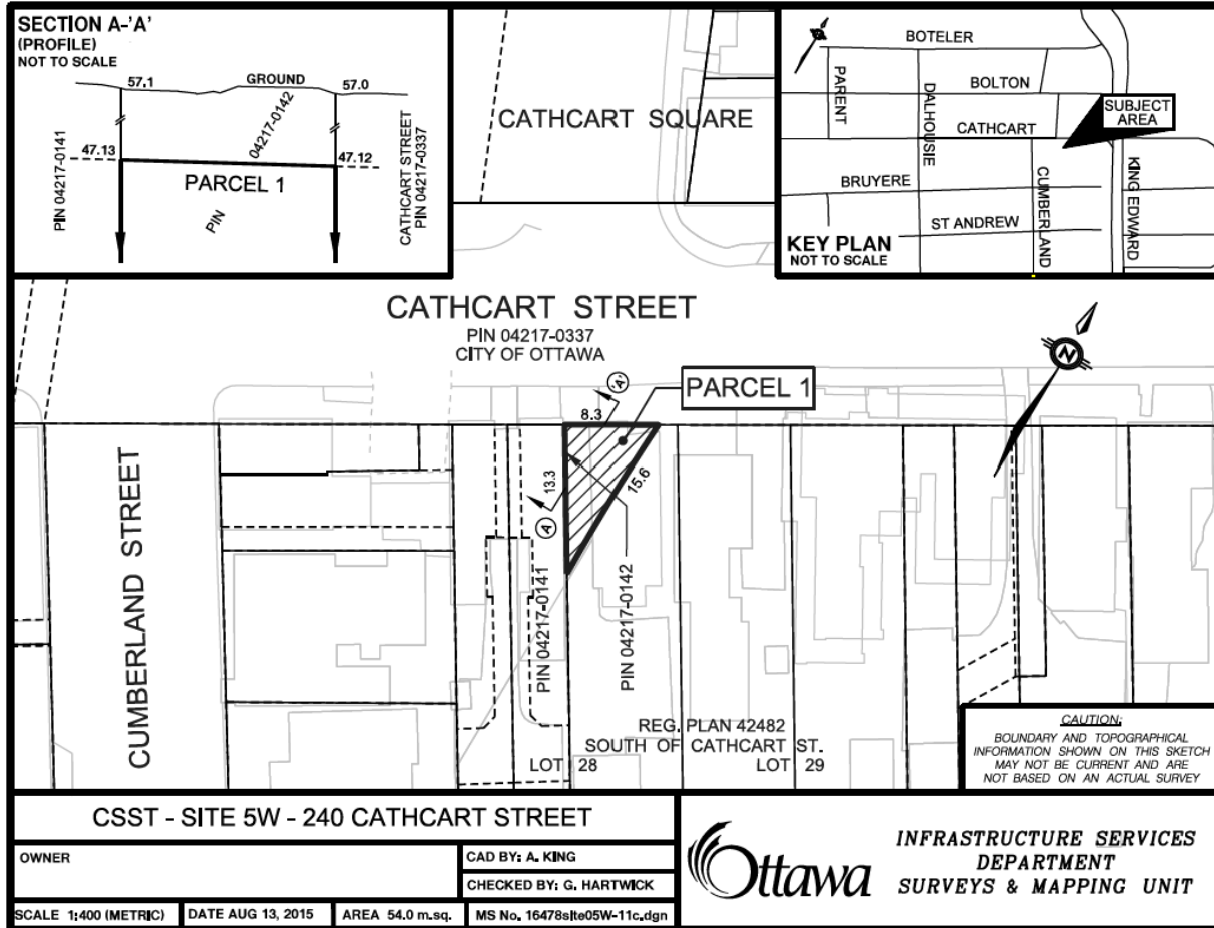 SECTION A-'A'
(PROFILE)
NOT TO SCALE
57.1
GROUND
57.0
PIN 04217-0141
47.13
04217-0142
47.12
PARCEL 1
PIN
CATHCART STREET
PIN 04217-0337
CATHCART SQUARE
BOTELER
PARENT
DALHOUSIE
BOLTON
SUBJECT
AREA
CATHCART
BRUYERE
CUMBERLAND
KING EDWARD
ST ANDREW
KEY PLAN
NOT TO SCALE
CATHCART STREET
PIN 04217-0337
CITY OF OTTAWA
N
'A'
PARCEL 1
8.3
13.3
15.6
A
CUMBERLAND STREET
PIN 04217-0141
PIN 04217-0142
REG. PLAN 42482
SOUTH OF CATHCART ST.
LOT 28
LOT 29
CAUTION:
BOUNDARY AND TOPOGRAPHICAL
INFORMATION SHOWN ON THIS SKETCH
MAY NOT BE CURRENT AND ARE
NOT BASED ON AN ACTUAL SURVEY
CSST - SITE 5W - 240 CATHCART STREET
OWNER
CAD BY: A. KING
CHECKED BY: G. HARTWICK
SCALE 1:400 (METRIC)
DATE AUG 13, 2015
AREA 54.0 m.sq.
MS No. 16478site05W-11c.dgn
Ottawa
INFRASTRUCTURE SERVICES
DEPARTMENT
SURVEYS & MAPPING UNIT